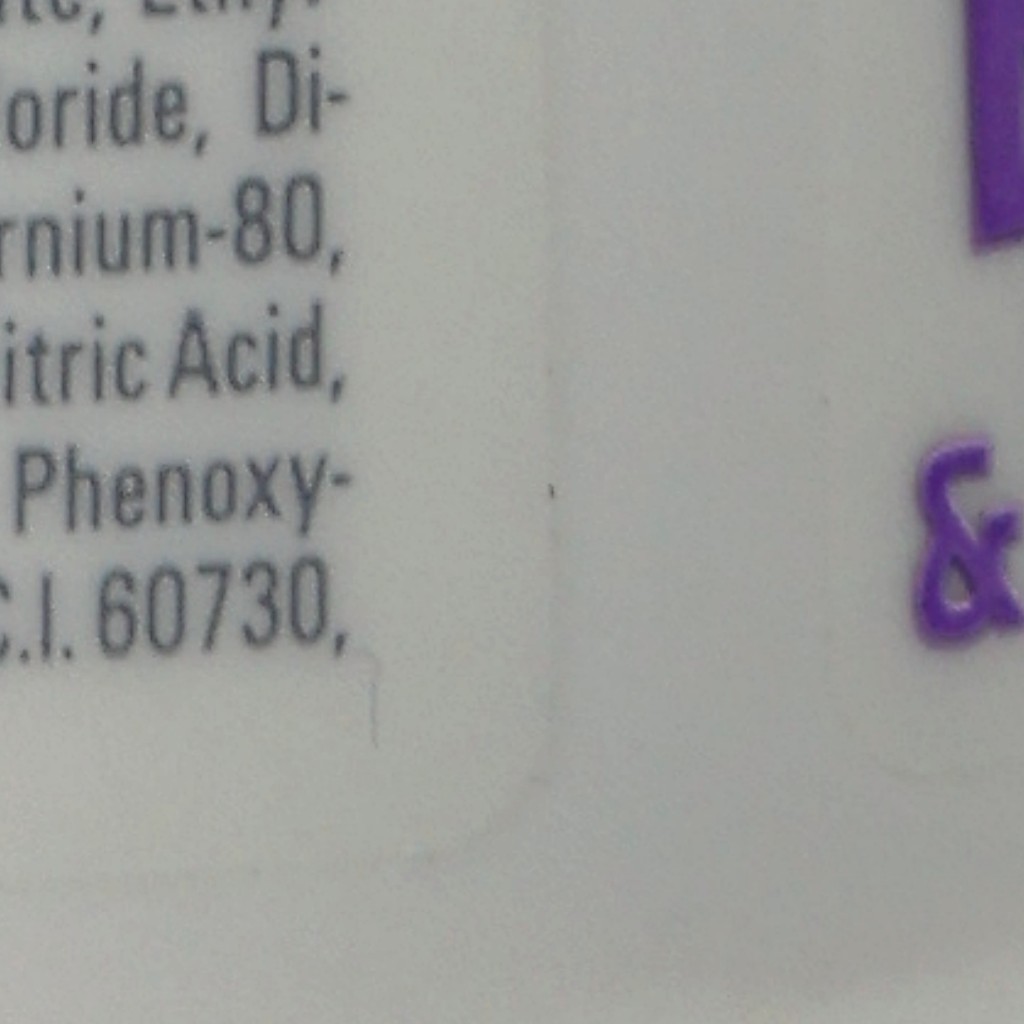 oride, Di-
rnium-80,
itric Acid,
Phenoxy-
C.I. 60730,
&